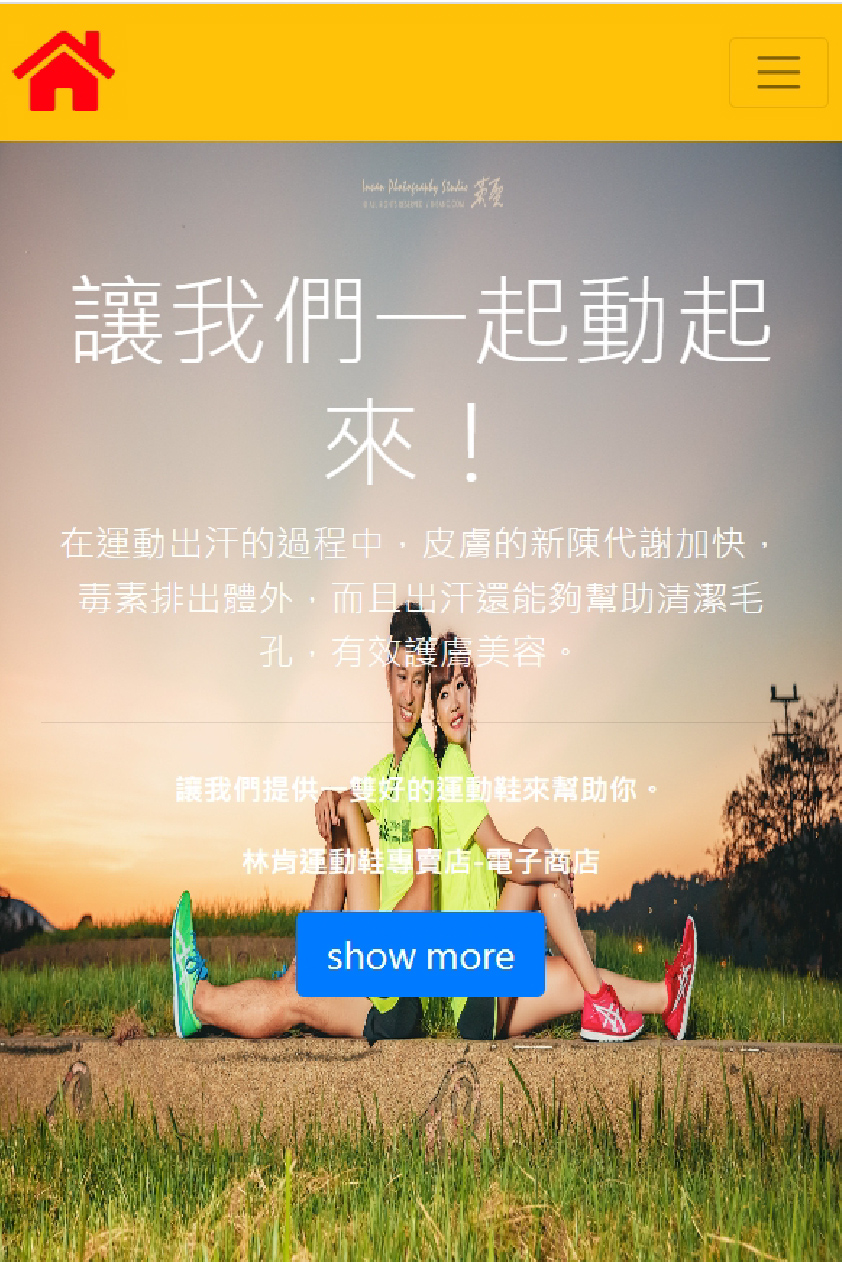 Photography Studio
讓我們一起動起
來！
在運動出汗的過程中，皮膚的新陳代謝加快，
毒素排出體外，而且出汗還能夠幫助清潔毛
孔，有效護膚美容。
讓我們提供一雙好的運動鞋來幫助你。
林肯運動鞋專賣店-電子商店
show more